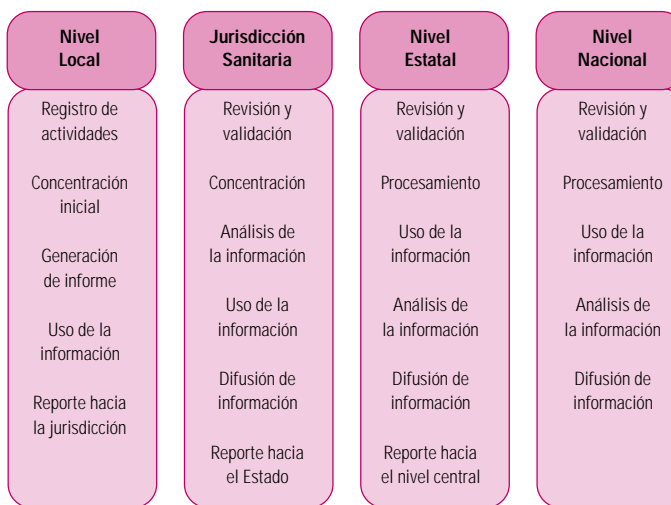 Nivel
Local
Registro de
actividades
Concentración
inicial
Generación
de informe
Uso de la
información
Reporte hacia
la jurisdicción
Jurisdicción
Sanitaria
Revisión y
validación
Concentración
Análisis de
la información
Uso de la
información
Difusión de
información
Reporte hacia
el Estado
Nivel
Estatal
Revisión y
validación
Procesamiento
Uso de la
información
Análisis de
la información
Difusión de
información
Reporte hacia
el nivel central
Nivel
Nacional
Revisión y
validación
Procesamiento
Uso de la
información
Análisis de
la información
Difusión de
información